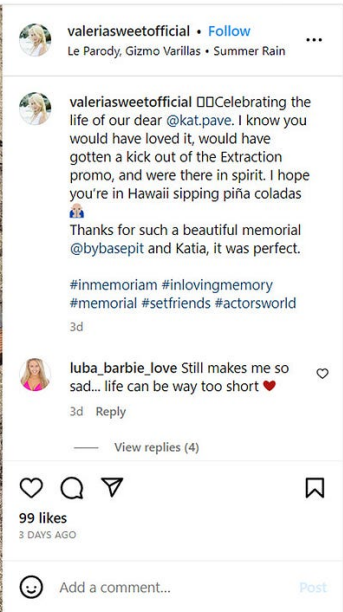 valeriasweetofficial • Follow
Le Parody, Gizmo Varillas • Summer Rain
valeriasweetofficial Celebrating the
life of our dear @kat.pave. I know you
would have loved it, would have
gotten a kick out of the Extraction
promo, and were there in spirit. I hope
you're in Hawaii sipping piña coladas
Thanks for such a beautiful memorial
@bybasepit and Katia, it was perfect.
#inmemoriam #inlovingmemory
#memorial #setfriends #actorsworld
3d
luba_barbie_love Still makes me so
sad... life can be way too short ❤
3d Reply
View replies (4)
99 likes
3 DAYS AGO
Add a comment...
Post